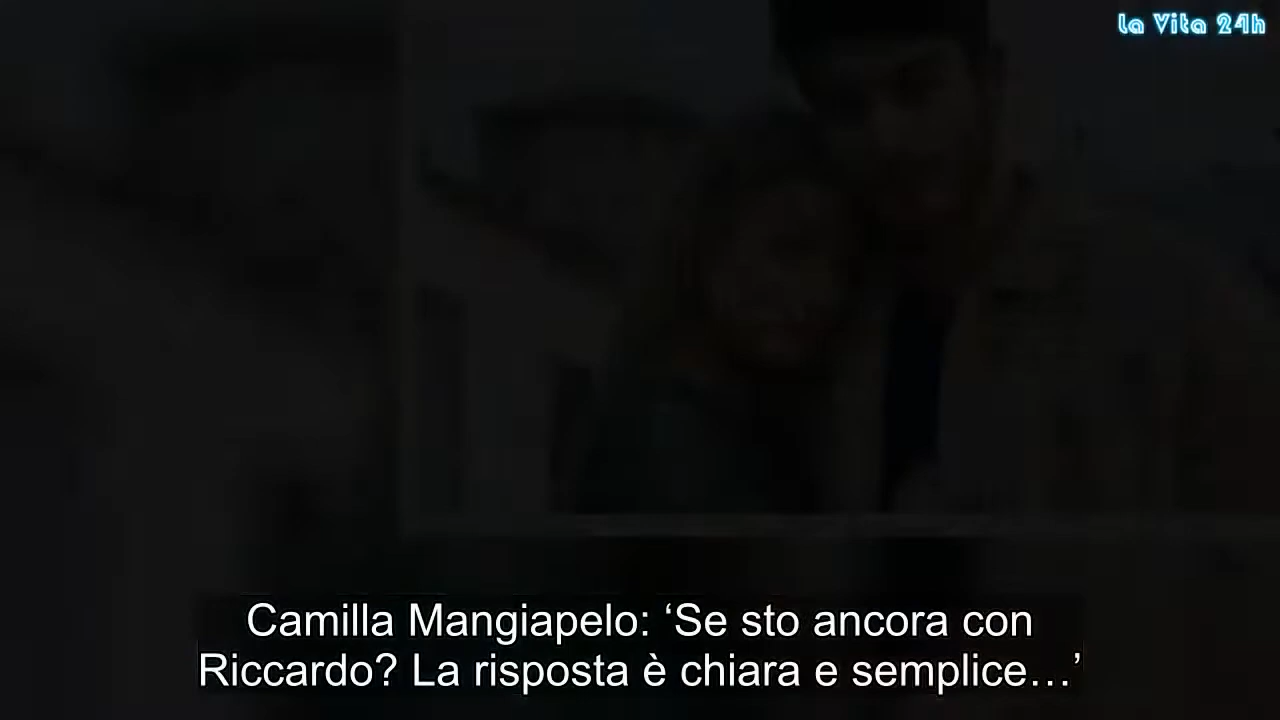 La Vita 24h
Camilla Mangiapelo: ‘Se sto ancora con
Riccardo? La risposta è chiara e semplice…’